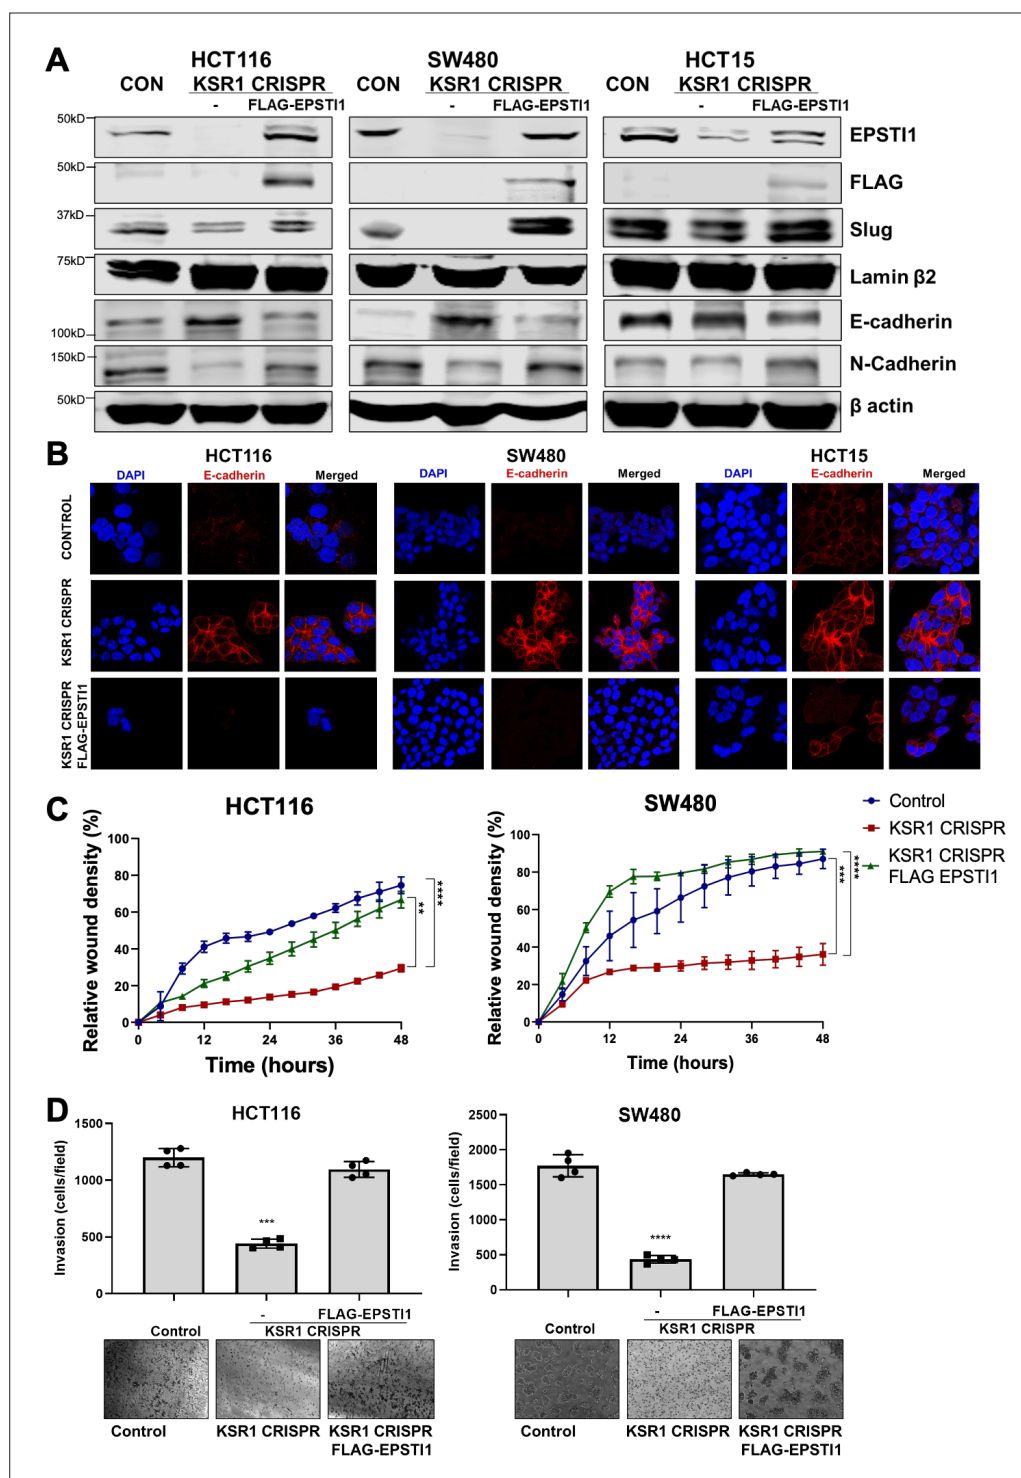 A
HCT116
SW480
HCT15
CON
KSR1 CRISPR
CON
KSR1 CRISPR
CON
KSR1 CRISPR
-
FLAG-EPSTI1
-
FLAG-EPSTI1
-
FLAG-EPSTI1
50kD
EPSTI1
50kD
FLAG
37kD
Slug
75kD
Lamin β2
100kD
E-cadherin
150kD
N-Cadherin
50kD
β actin
B
HCT116
SW480
HCT15
DAPI
E-cadherin
Merged
DAPI
E-cadherin
Merged
DAPI
E-cadherin
Merged
CONTROL
KSR1 CRISPR
KSR1 CRISPR
FLAG-EPSTI1
C
HCT116
Relative wound density (%)
100
80
60
40
20
0
0
12
24
36
48
Time (hours)
****
**
SW480
Relative wound density (%)
100
80
60
40
20
0
0
12
24
36
48
Time (hours)
***
****
Control
KSR1 CRISPR
KSR1 CRISPR
FLAG EPSTI1
D
HCT116
Invasion (cells/field)
1500
1000
500
0
***
Control
-
FLAG-EPSTI1
KSR1 CRISPR
Control
KSR1 CRISPR
KSR1 CRISPR
FLAG-EPSTI1
SW480
Invasion (cells/field)
2500
2000
1500
1000
500
0
****
Control
-
FLAG-EPSTI1
KSR1 CRISPR
Control
KSR1 CRISPR
KSR1 CRISPR
FLAG-EPSTI1